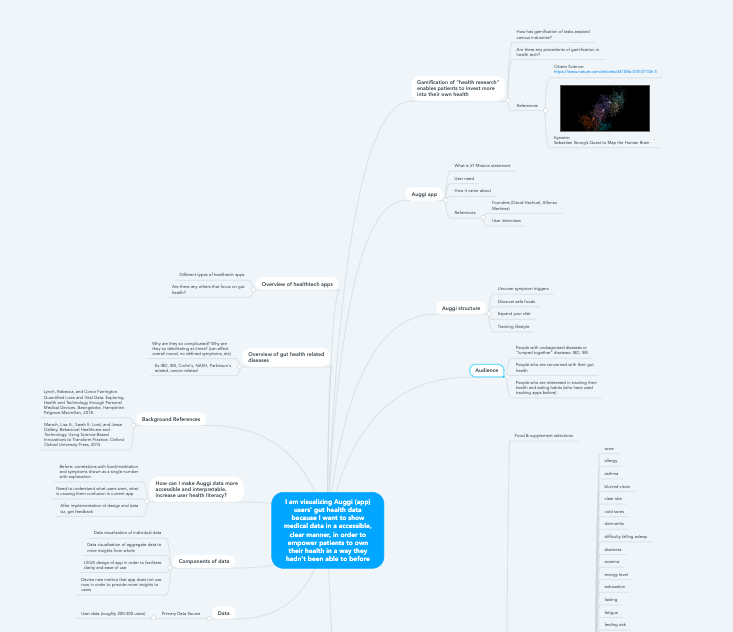 How has gamification of tasks assisted
various industries?
Are there any precedents of gamification in
health tech?
Gamification of "health research"
enables patients to invest more
into their own health
Citizen Science:
References
Eyewire:
Sebastian Seung's Quest to Map the Human Brain
What is it? Mission statement
User need
Auggi app
How it came about
References
Founders (David Hachuel, Alfonso
Martinez)
User interviews
Different types of healthtech apps
Are there any others that focus on gut
health?
Overview of healthtech apps
Auggi structure
Uncover symptom triggers
Discover safe foods
Expand your diet
Tracking lifestyle
Why are they so complicated? Why are
they so debilitating at times? (can affect
overall mood, no defined symptoms, etc)
Ex: IBD, IBS, Crohn's, NASH, Parkinson's
related, cancer related
Overview of gut health related
diseases
Audience
People with undiagnosed diseases or
"lumped together" diseases: IBD, IBS
People who are concerned with their gut
health
People who are interested in tracking their
health and eating habits (who have used
tracking apps before)
Lynch, Rebecca, and Conor Farrington.
Quantified Lives and Vital Data: Exploring
Health and Technology through Personal
Medical Devices. Basingstoke, Hampshire:
Palgrave Macmillan, 2018.
Marsch, Lisa A., Sarah E. Lord, and Jesse
Dallery. Behavioral Healthcare and
Technology: Using Science-Based
Innovations to Transform Practice. Oxford:
Oxford University Press, 2015.
Background References
Before: correlations with food/meditation
and symptoms shown as a single number
with explanation
Need to understand what users want, what
is causing them confusion in current app
After implementation of design and data
viz, get feedback
How can I make Auggi data more
accessible and interpretable,
increase user health literacy?
I am visualizing Auggi (app)
users' gut health data
because I want to show
medical data in a accessible,
clear manner, in order to
empower patients to own
their health in a way they
hadn't been able to before
Data visualization of individual data
Data visualization of aggregate data to
mine insights from whole
UI/UX design of app in order to facilitate
clarity and ease of use
Devise new metrics that app does not use
now in order to provide more insights to
users
Components of data
User data (roughly 200-300 users)
Primary Data Source
Data
Food & supplement selections
acne
allergy
asthma
blurred vision
clear skin
cold sores
dermatitis
difficulty falling asleep
dizziness
eczema
energy level
exhaustion
fasting
fatigue
feeling sick